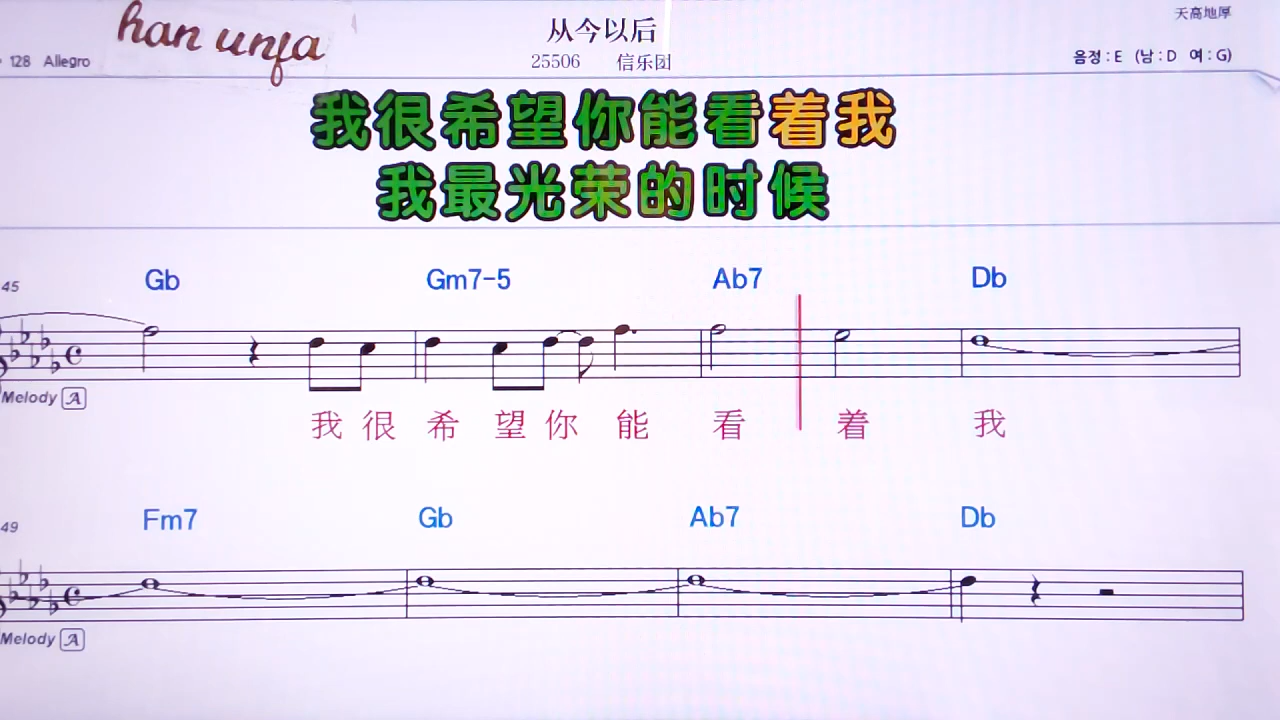 han unfa
从今以后
天高地厚
128 Allegro
25506 信乐团
음정:E (남:D 여:G)
我很希望你能看着我
我最光荣的时候
45 Gb Gm7-5 Ab7 Db
Melody A
我 很 希 望 你 能 看 着 我
49 Fm7 Gb Ab7 Db
Melody A